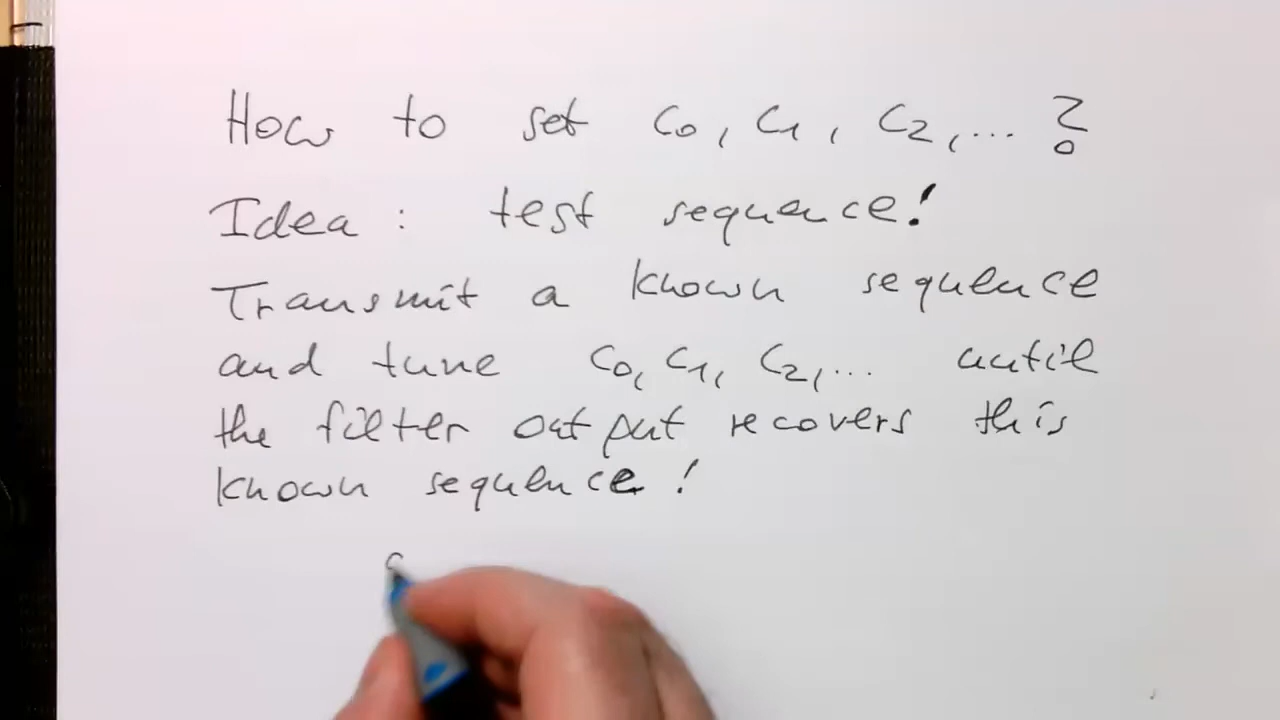 How to set c0, c1, c2, ... ?
Idea: test sequence!
Transmit a known sequence
and tune c0, c1, c2, ... until
the filter output recovers this
known sequence!